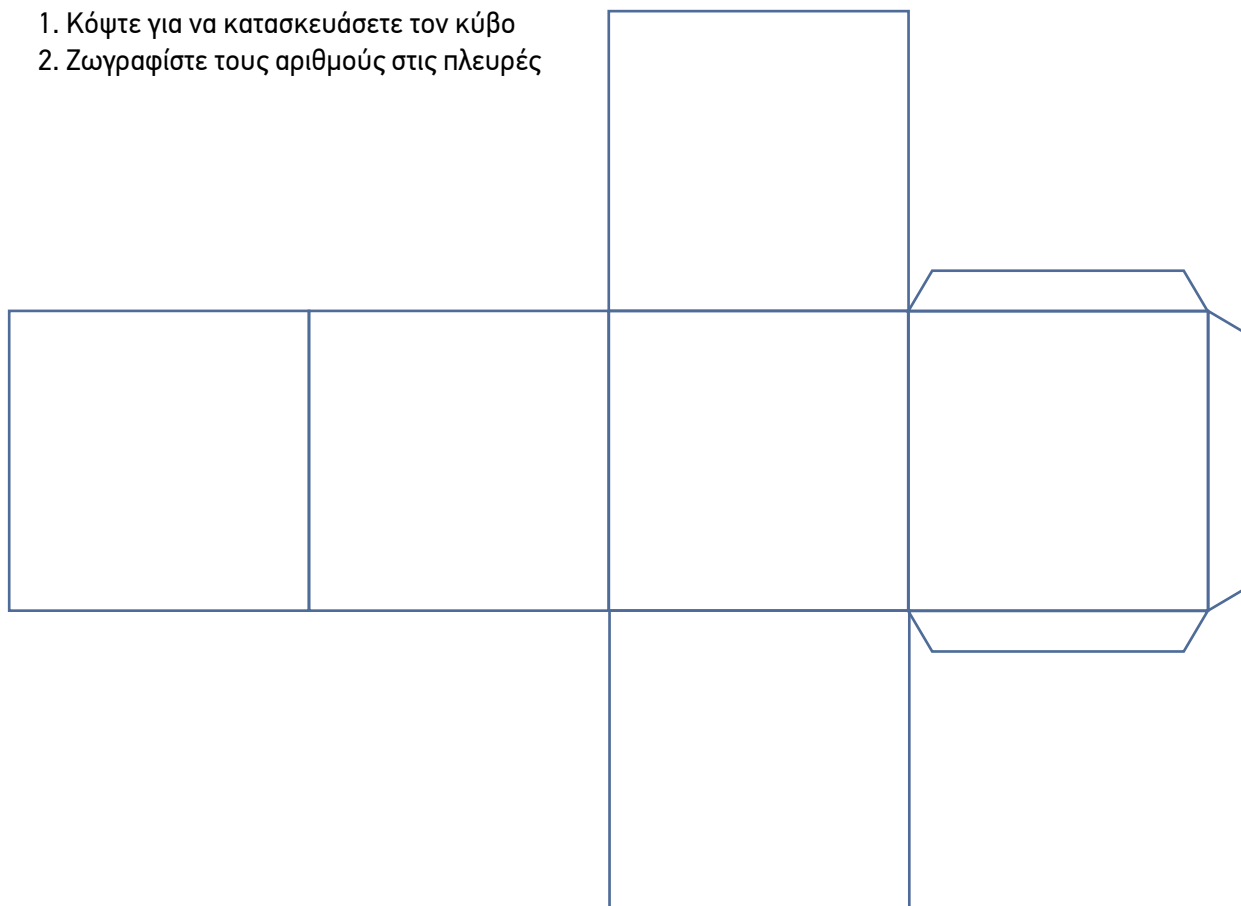 1. Κόψτε για να κατασκευάσετε τον κύβο
2. Ζωγραφίστε τους αριθμούς στις πλευρές